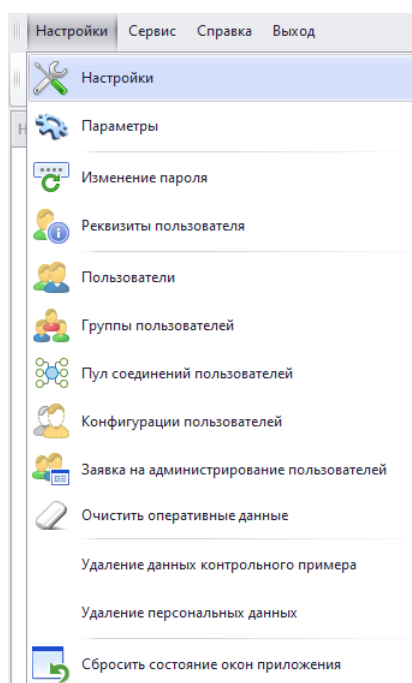 Настройки Сервис Справка Выход
Настройки
Н
Параметры
Изменение пароля
Реквизиты пользователя
Пользователи
Группы пользователей
Пул соединений пользователей
Конфигурации пользователей
Заявка на администрирование пользователей
Очистить оперативные данные
Удаление данных контрольного примера
Удаление персональных данных
Сбросить состояние окон приложения